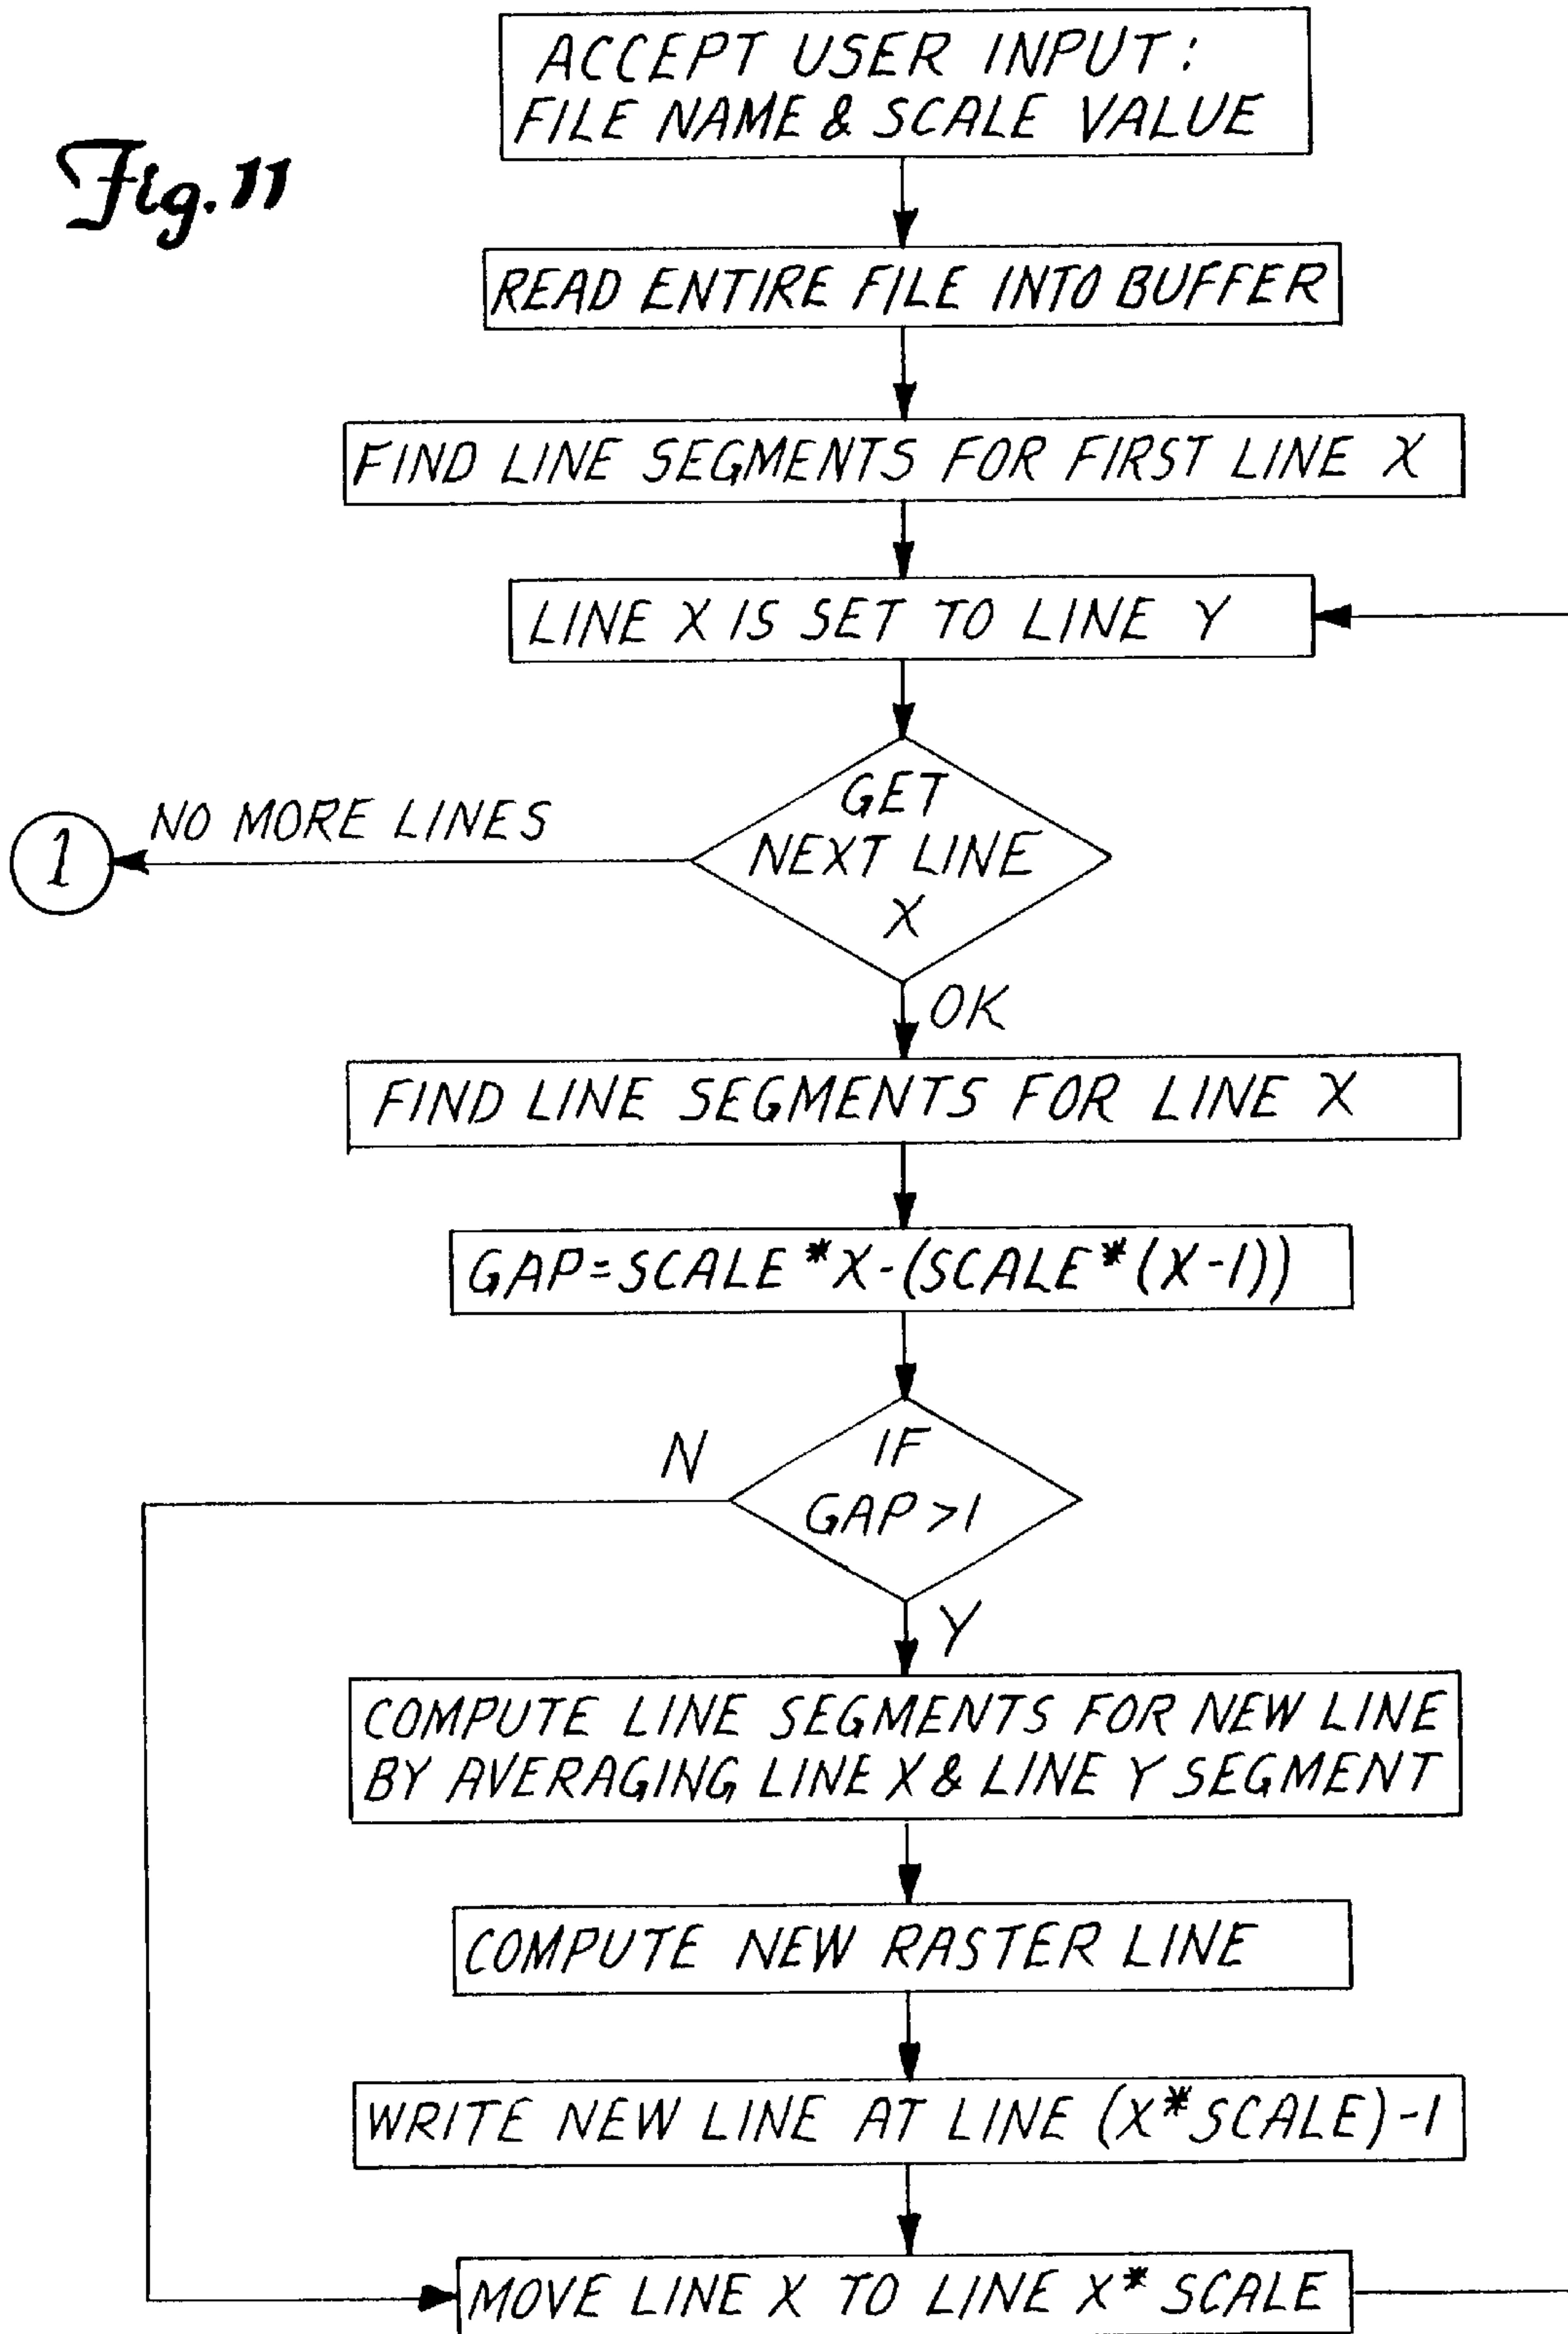 Fig. 11
ACCEPT USER INPUT:
FILE NAME & SCALE VALUE
READ ENTIRE FILE INTO BUFFER
FIND LINE SEGMENTS FOR FIRST LINE X
LINE X IS SET TO LINE Y
GET
NEXT LINE
X
NO MORE LINES
1
OK
FIND LINE SEGMENTS FOR LINE X
GAP=SCALE*X-(SCALE*(X-1))
IF
GAP>1
N
Y
COMPUTE LINE SEGMENTS FOR NEW LINE
BY AVERAGING LINE X & LINE Y SEGMENT
COMPUTE NEW RASTER LINE
WRITE NEW LINE AT LINE (X*SCALE)-1
MOVE LINE X TO LINE X* SCALE